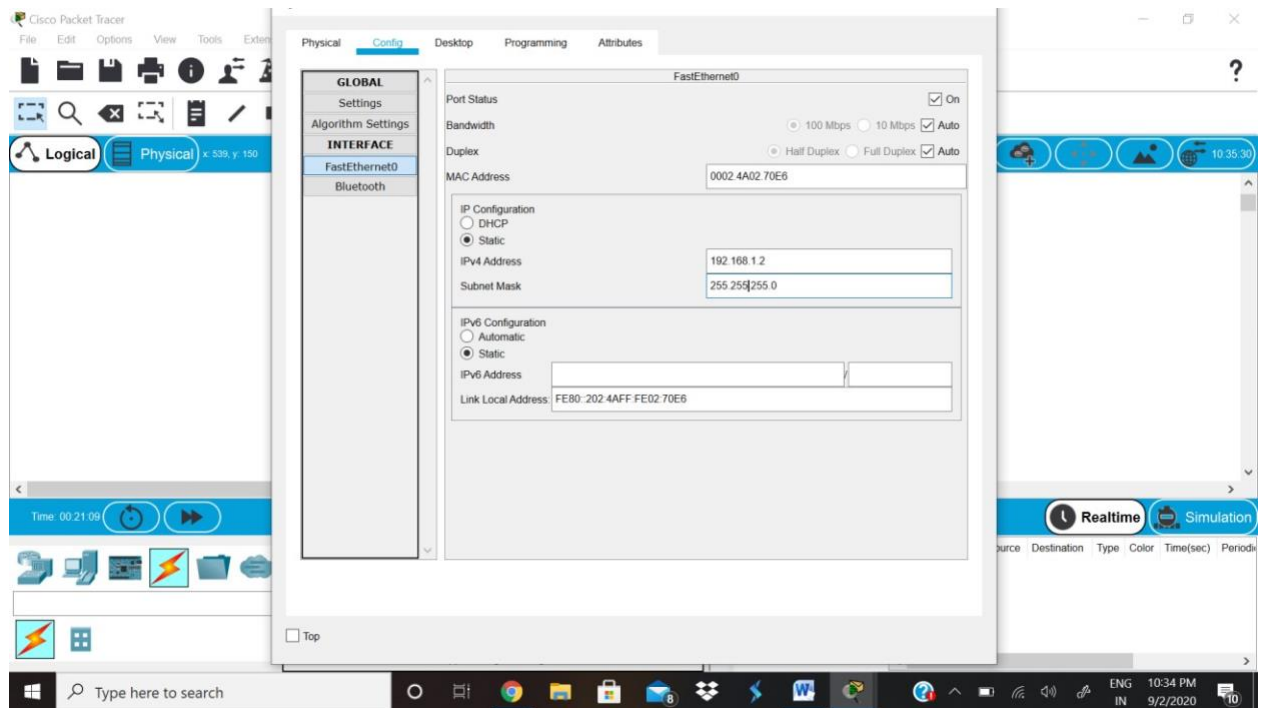 Cisco Packet Tracer
File Edit Options View Tools Exten
?
Logical
Physical x: 539, y: 150
10:35:30
Physical Config Desktop Programming Attributes
GLOBAL
Settings
Algorithm Settings
INTERFACE
FastEthernet0
Bluetooth
FastEthernet0
Port Status On
Bandwidth 100 Mbps 10 Mbps Auto
Duplex Half Duplex Full Duplex Auto
MAC Address 0002.4A02.70E6
IP Configuration
DHCP
Static
IPv4 Address 192.168.1.2
Subnet Mask 255.255.255.0
IPv6 Configuration
Automatic
Static
IPv6 Address /
Link Local Address: FE80::202:4AFF:FE02:70E6
Top
Time: 00:21:09
Realtime Simulation
ource Destination Type Color Time(sec) Periodi
Type here to search
8
W
ENG
IN
10:34 PM
9/2/2020
10